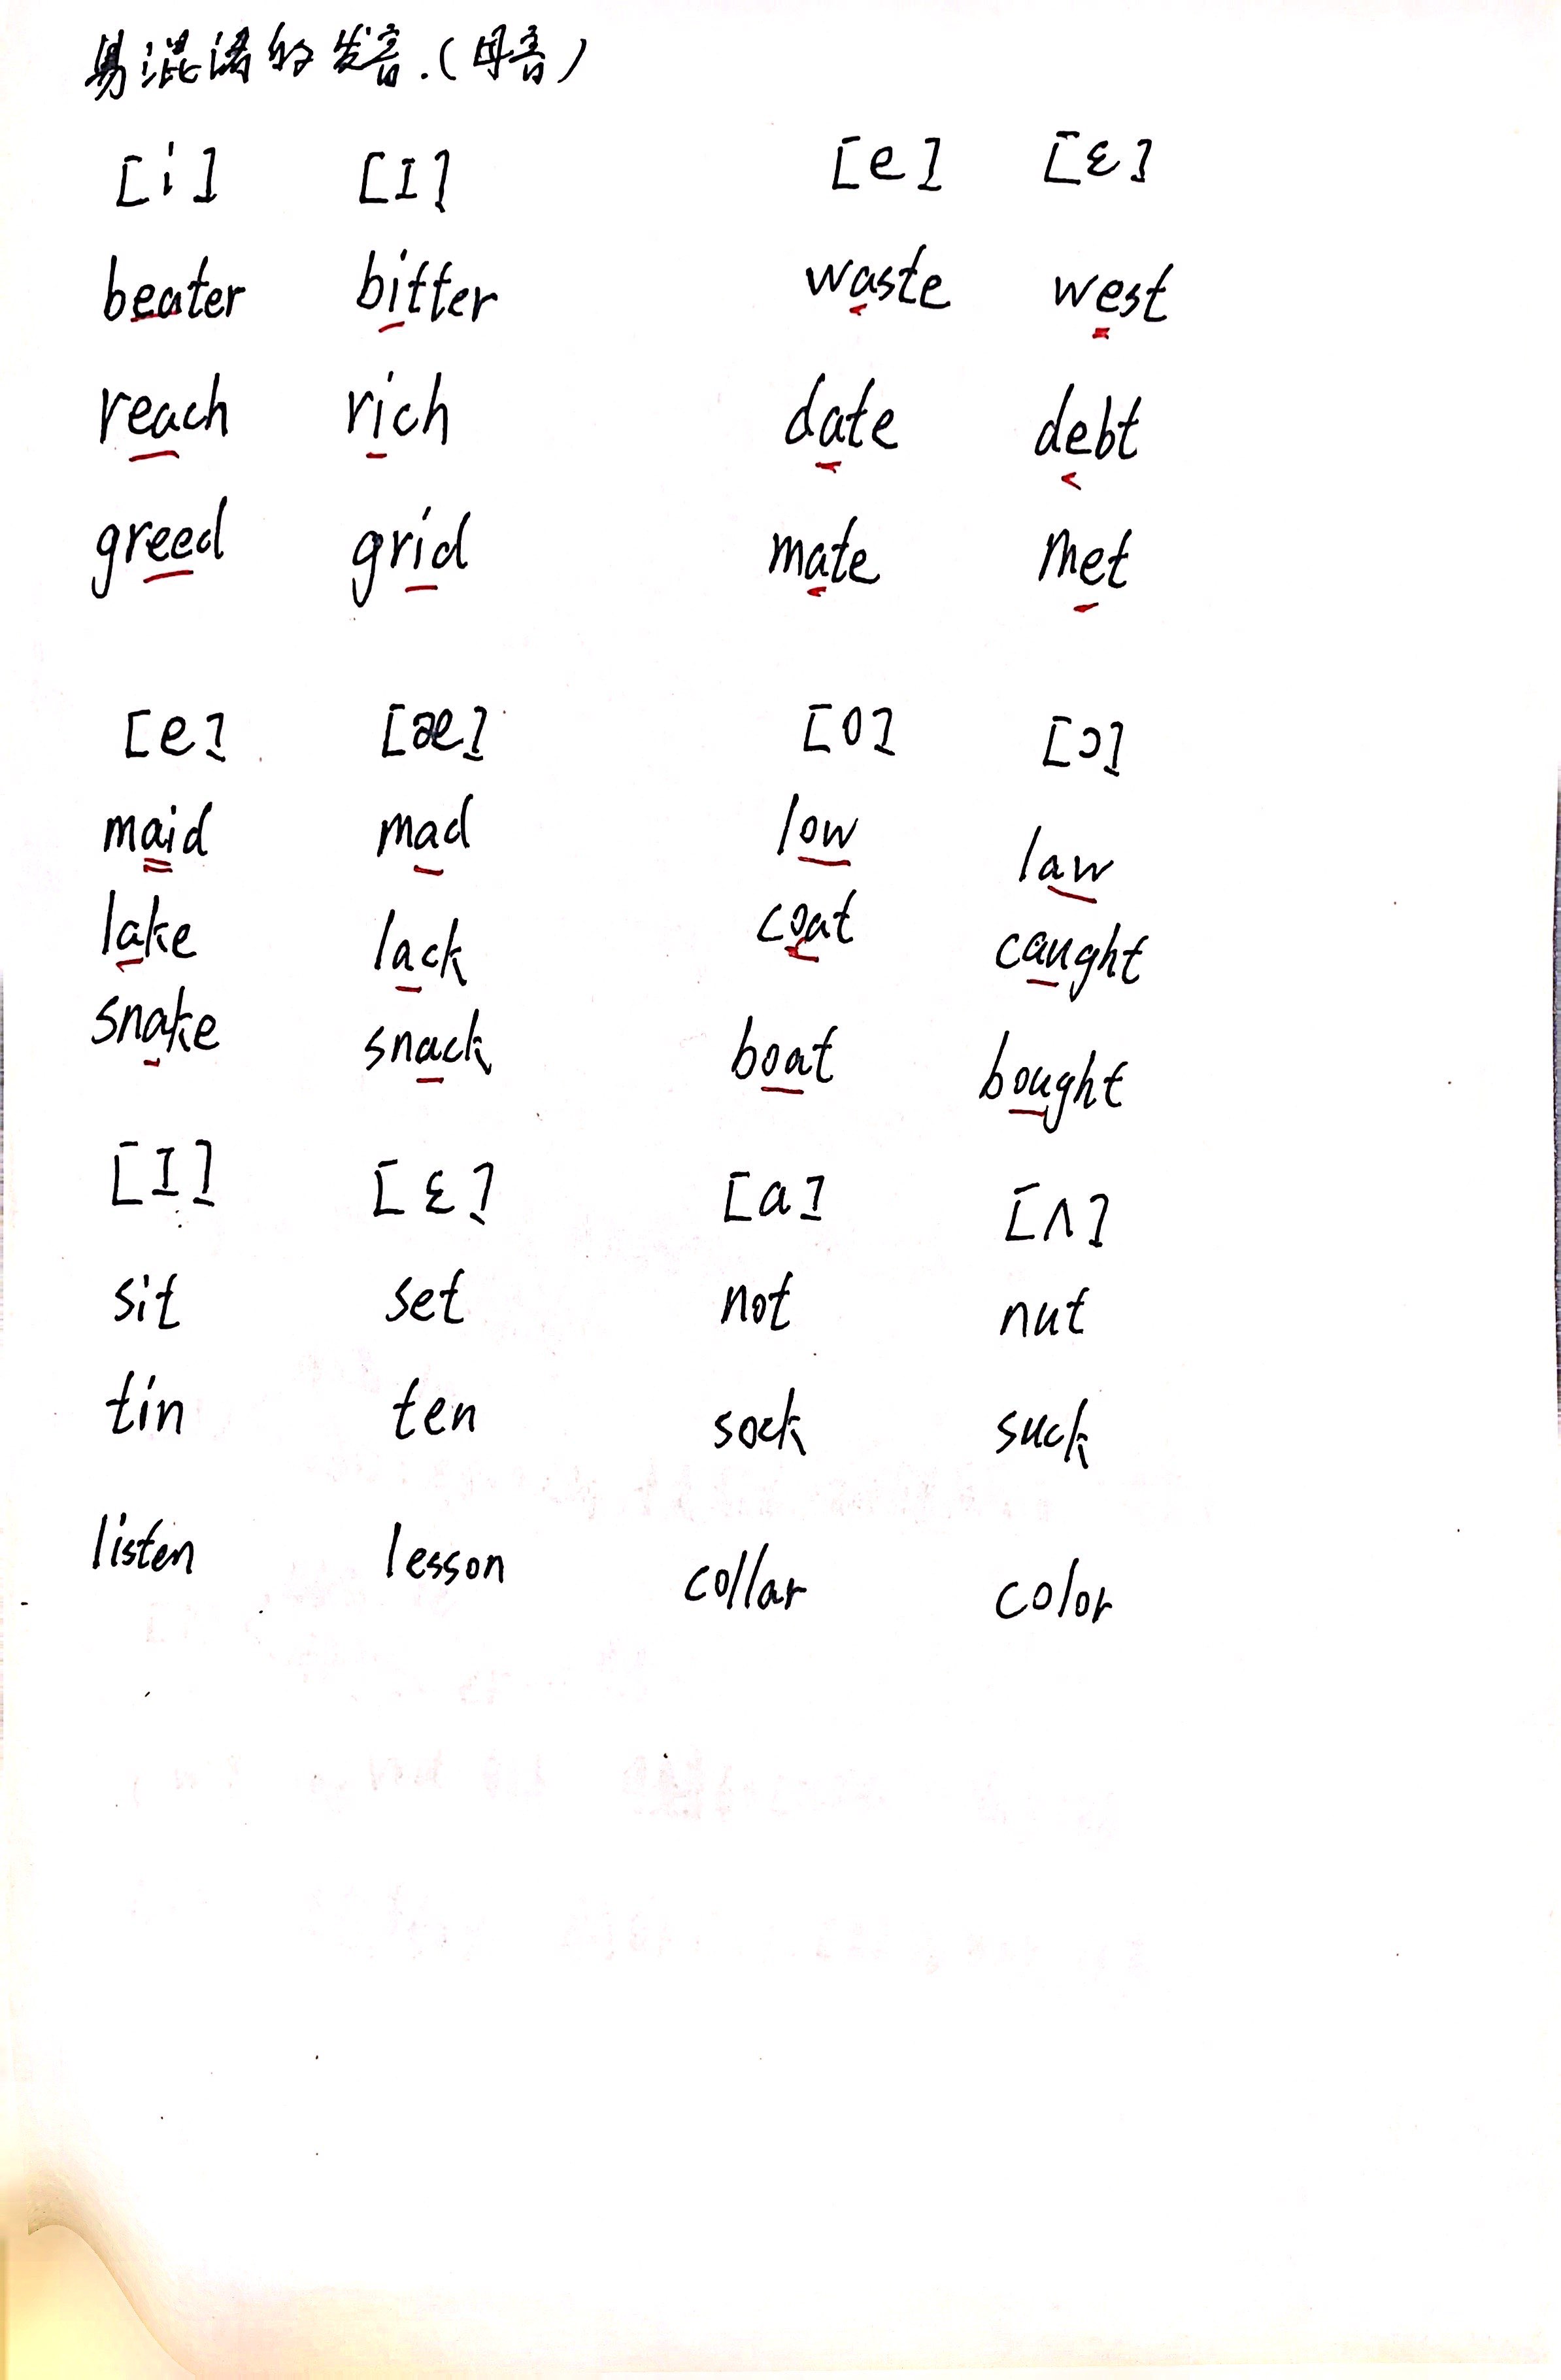 易混淆的发音.(母音)
[i] [I] [e] [ɛ]
beater bitter waste west
reach rich date debt
greed grid mate met
[e] [æ] [o] [ɔ]
maid mad low law
lake lack coat caught
snake snack boat bought
[I] [ɛ] [a] [ʌ]
sit set not nut
tin ten sock suck
listen lesson collar color